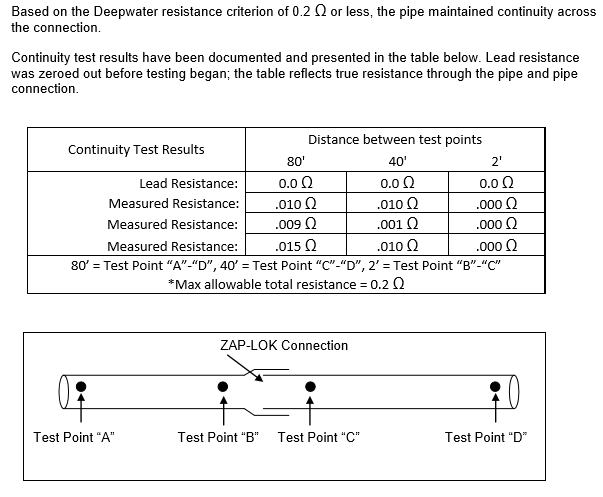 Based on the Deepwater resistance criterion of 0.2 Ω or less, the pipe maintained continuity across
the connection.
Continuity test results have been documented and presented in the table below. Lead resistance
was zeroed out before testing began; the table reflects true resistance through the pipe and pipe
connection.
Continuity Test Results
Distance between test points
80' 40' 2'
Lead Resistance: 0.0 Ω 0.0 Ω 0.0 Ω
Measured Resistance: .010 Ω .010 Ω .000 Ω
Measured Resistance: .009 Ω .001 Ω .000 Ω
Measured Resistance: .015 Ω .010 Ω .000 Ω
80’ = Test Point “A”-“D”, 40’ = Test Point “C”-“D”, 2’ = Test Point “B”-“C”
*Max allowable total resistance = 0.2 Ω
ZAP-LOK Connection
Test Point “A” Test Point “B” Test Point “C” Test Point “D”